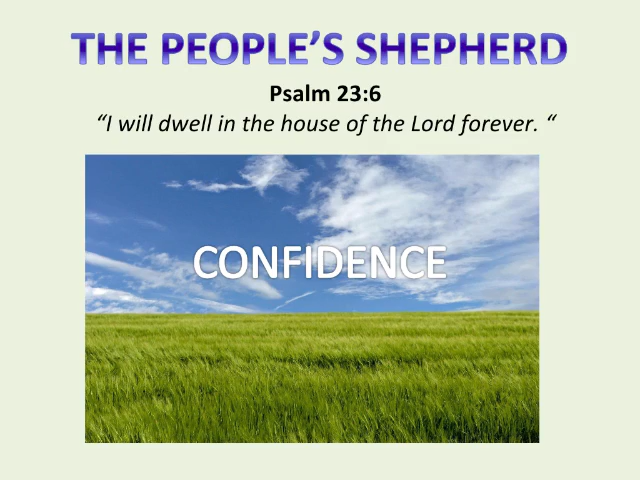 THE PEOPLE’S SHEPHERD
Psalm 23:6
“I will dwell in the house of the Lord forever. “
CONFIDENCE